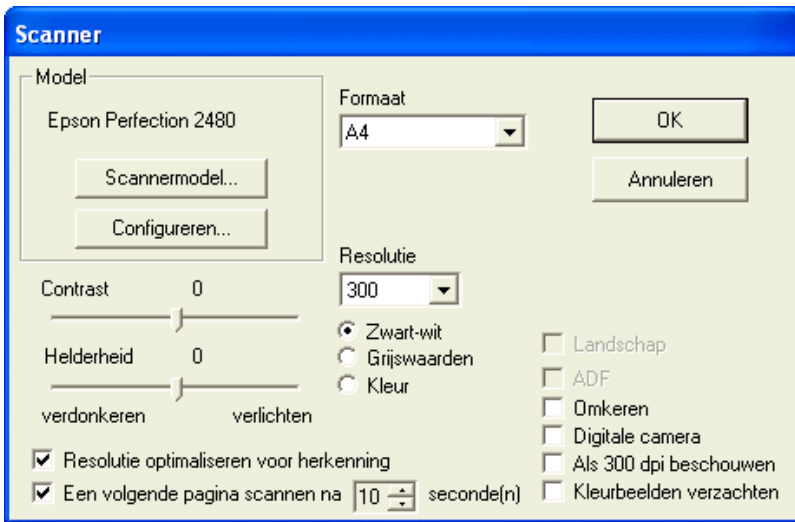 Scanner
Model
Epson Perfection 2480
Scannermodel...
Configureren...
Formaat
A4
OK
Annuleren
Resolutie
300
Contrast 0
Helderheid 0
verdonkeren verlichten
Zwart-wit
Grijswaarden
Kleur
Landschap
ADF
Omkeren
Digitale camera
Als 300 dpi beschouwen
Kleurbeelden verzachten
Resolutie optimaliseren voor herkenning
Een volgende pagina scannen na 10 seconde(n)